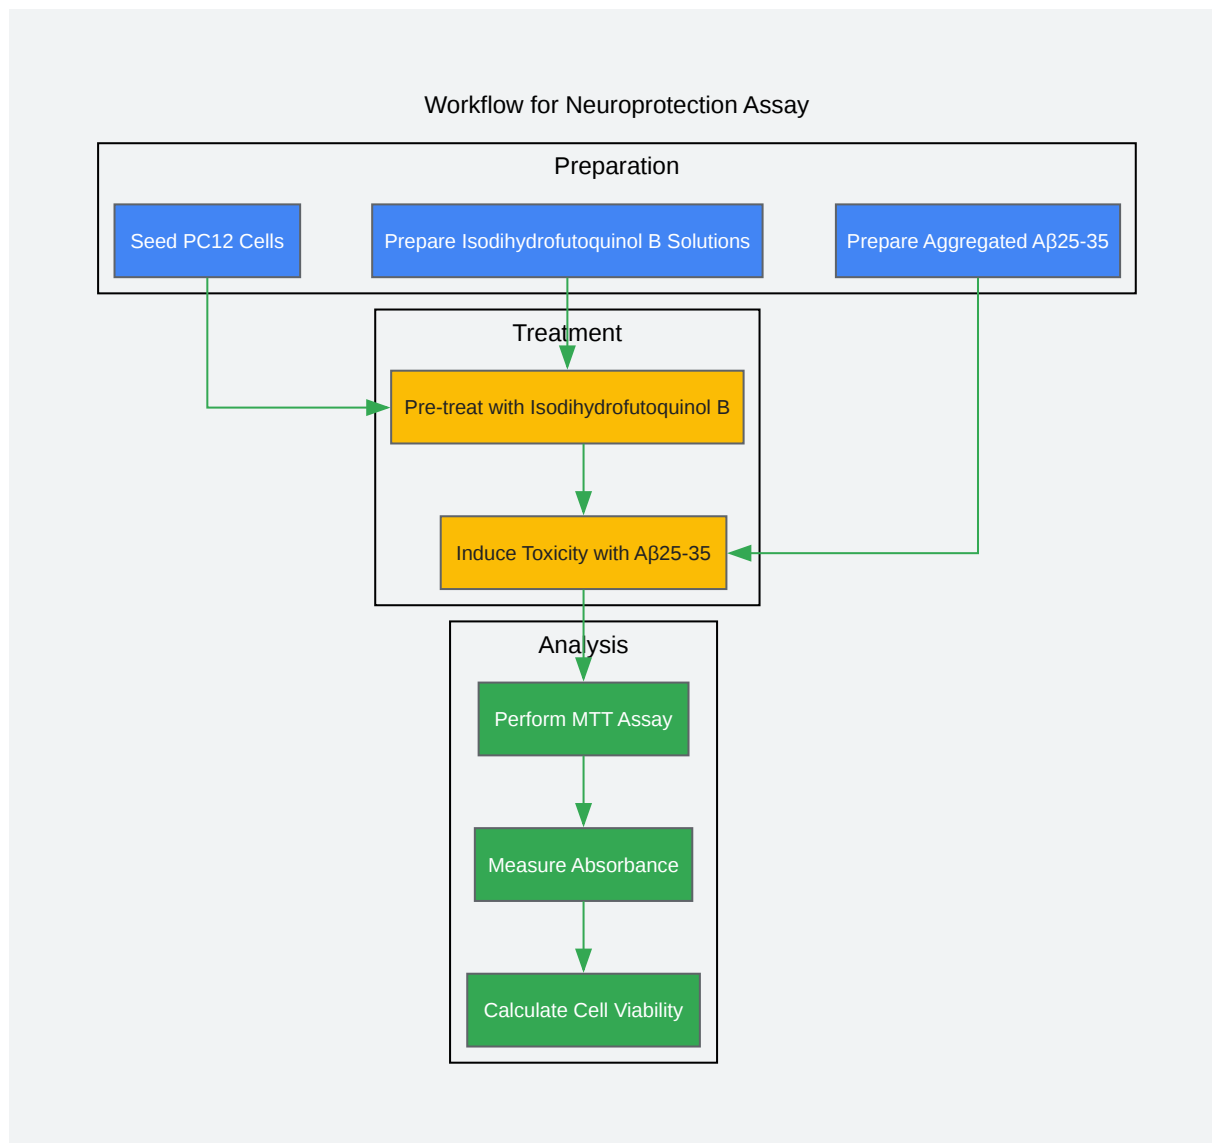 Workflow for Neuroprotection Assay
Preparation
Seed PC12 Cells
Prepare Isodihydrofutoquinol B Solutions
Prepare Aggregated Aβ25-35
Treatment
Pre-treat with Isodihydrofutoquinol B
Induce Toxicity with Aβ25-35
Analysis
Perform MTT Assay
Measure Absorbance
Calculate Cell Viability